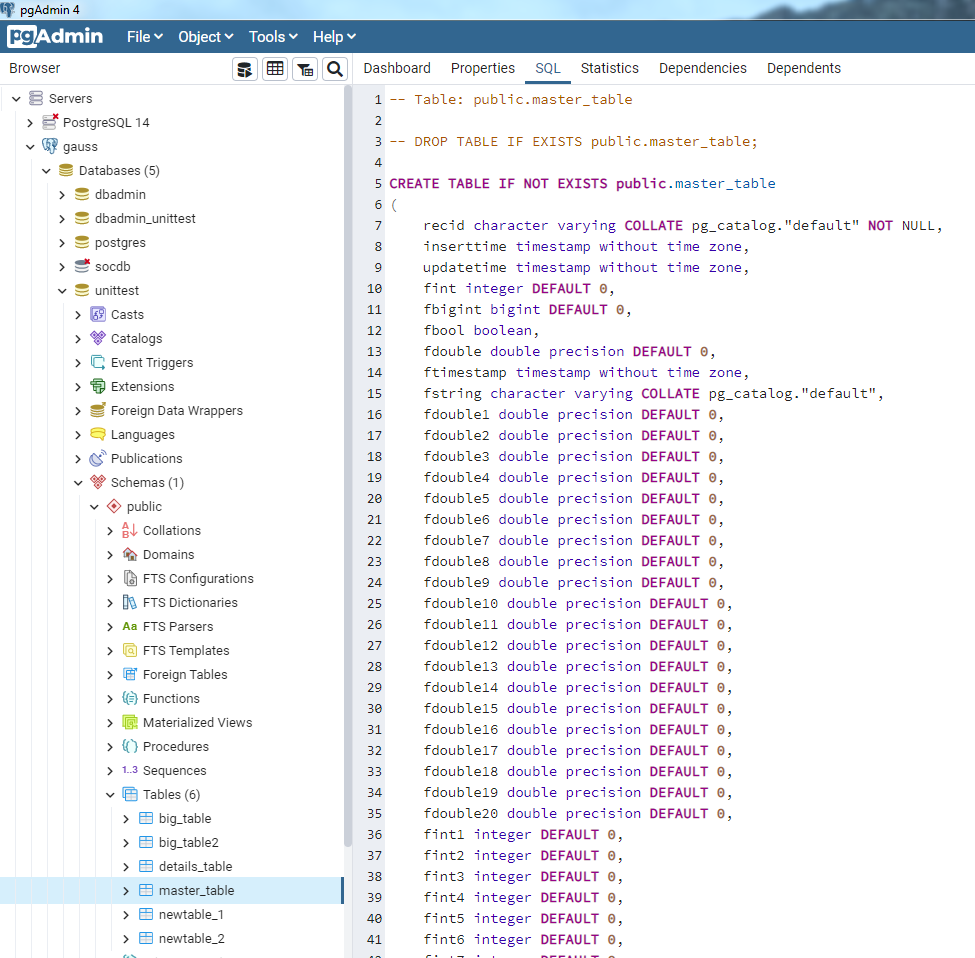 pgAdmin 4
pgAdmin File Object Tools Help
Browser
Dashboard Properties SQL Statistics Dependencies Dependents
Servers
PostgreSQL 14
gauss
Databases (5)
dbadmin
dbadmin_unittest
postgres
socdb
unittest
Casts
Catalogs
Event Triggers
Extensions
Foreign Data Wrappers
Languages
Publications
Schemas (1)
public
Collations
Domains
FTS Configurations
FTS Dictionaries
Aa FTS Parsers
FTS Templates
Foreign Tables
Functions
Materialized Views
Procedures
1..3 Sequences
Tables (6)
big_table
big_table2
details_table
master_table
newtable_1
newtable_2
1 -- Table: public.master_table
2
3 -- DROP TABLE IF EXISTS public.master_table;
4
5 CREATE TABLE IF NOT EXISTS public.master_table
6 (
7 recid character varying COLLATE pg_catalog."default" NOT NULL,
8 inserttime timestamp without time zone,
9 updatetime timestamp without time zone,
10 fint integer DEFAULT 0,
11 fbigint bigint DEFAULT 0,
12 fbool boolean,
13 fdouble double precision DEFAULT 0,
14 ftimestamp timestamp without time zone,
15 fstring character varying COLLATE pg_catalog."default",
16 fdouble1 double precision DEFAULT 0,
17 fdouble2 double precision DEFAULT 0,
18 fdouble3 double precision DEFAULT 0,
19 fdouble4 double precision DEFAULT 0,
20 fdouble5 double precision DEFAULT 0,
21 fdouble6 double precision DEFAULT 0,
22 fdouble7 double precision DEFAULT 0,
23 fdouble8 double precision DEFAULT 0,
24 fdouble9 double precision DEFAULT 0,
25 fdouble10 double precision DEFAULT 0,
26 fdouble11 double precision DEFAULT 0,
27 fdouble12 double precision DEFAULT 0,
28 fdouble13 double precision DEFAULT 0,
29 fdouble14 double precision DEFAULT 0,
30 fdouble15 double precision DEFAULT 0,
31 fdouble16 double precision DEFAULT 0,
32 fdouble17 double precision DEFAULT 0,
33 fdouble18 double precision DEFAULT 0,
34 fdouble19 double precision DEFAULT 0,
35 fdouble20 double precision DEFAULT 0,
36 fint1 integer DEFAULT 0,
37 fint2 integer DEFAULT 0,
38 fint3 integer DEFAULT 0,
39 fint4 integer DEFAULT 0,
40 fint5 integer DEFAULT 0,
41 fint6 integer DEFAULT 0,